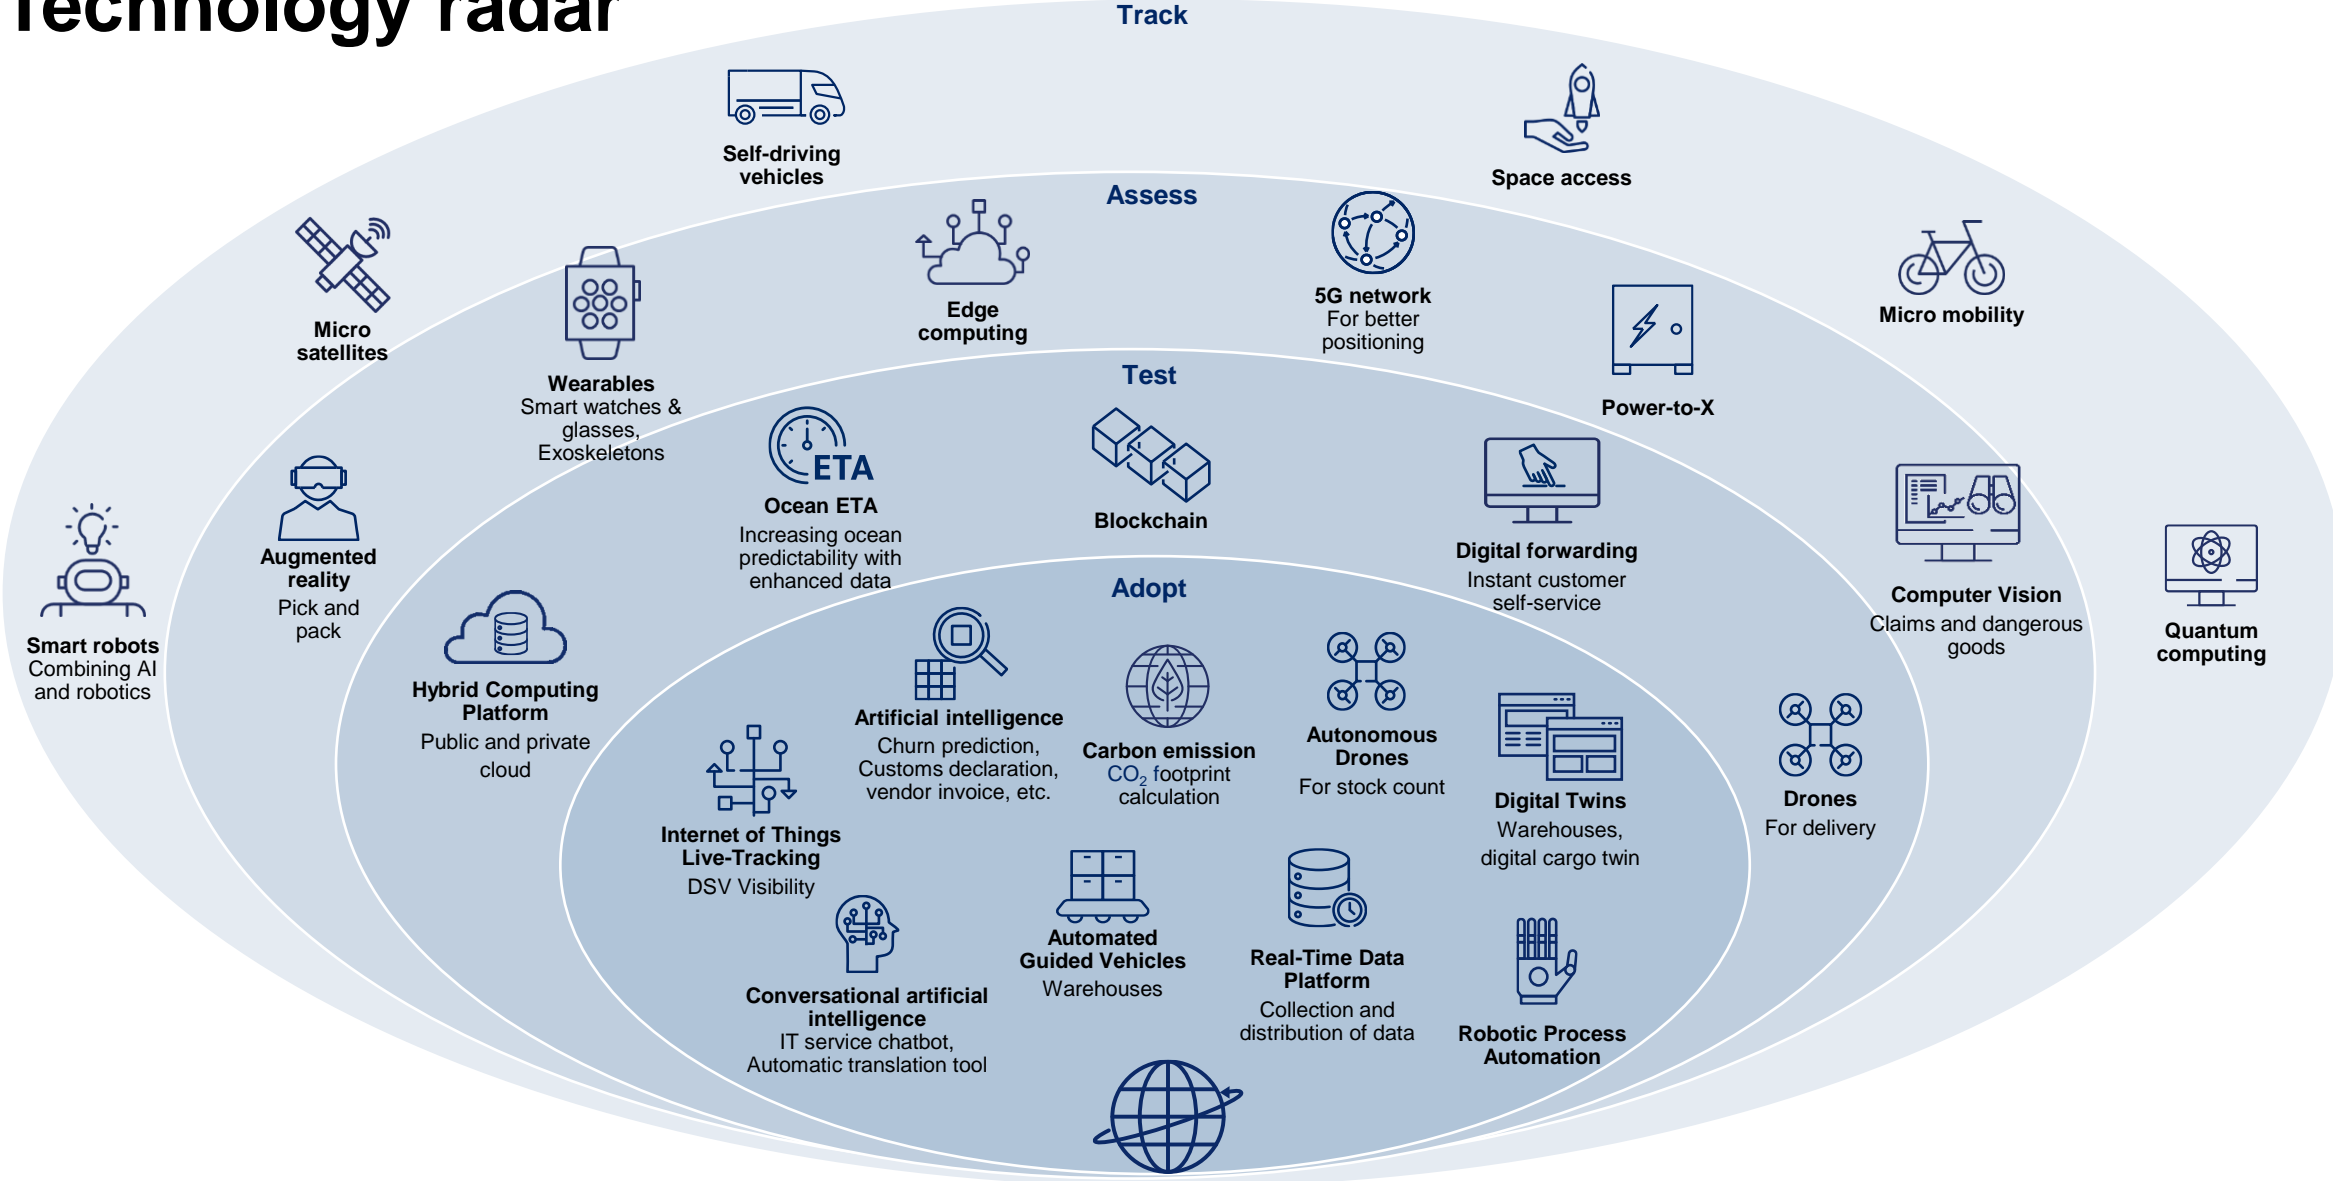 Technology radar
Track
Self-driving
vehicles
Space access
Micro
satellites
Micro mobility
Smart robots
Combining AI
and robotics
Quantum
computing
Assess
Edge
computing
5G network
For better
positioning
Wearables
Smart watches &
glasses,
Exoskeletons
Power-to-X
Augmented
reality
Pick and
pack
Computer Vision
Claims and dangerous
goods
Test
ETA
Ocean ETA
Increasing ocean
predictability with
enhanced data
Blockchain
Digital forwarding
Instant customer
self-service
Hybrid Computing
Platform
Public and private
cloud
Drones
For delivery
Adopt
Artificial intelligence
Churn prediction,
Customs declaration,
vendor invoice, etc.
Carbon emission
CO₂ footprint
calculation
Autonomous
Drones
For stock count
Digital Twins
Warehouses,
digital cargo twin
Internet of Things
Live-Tracking
DSV Visibility
Conversational artificial
intelligence
IT service chatbot,
Automatic translation tool
Automated
Guided Vehicles
Warehouses
Real-Time Data
Platform
Collection and
distribution of data
Robotic Process
Automation